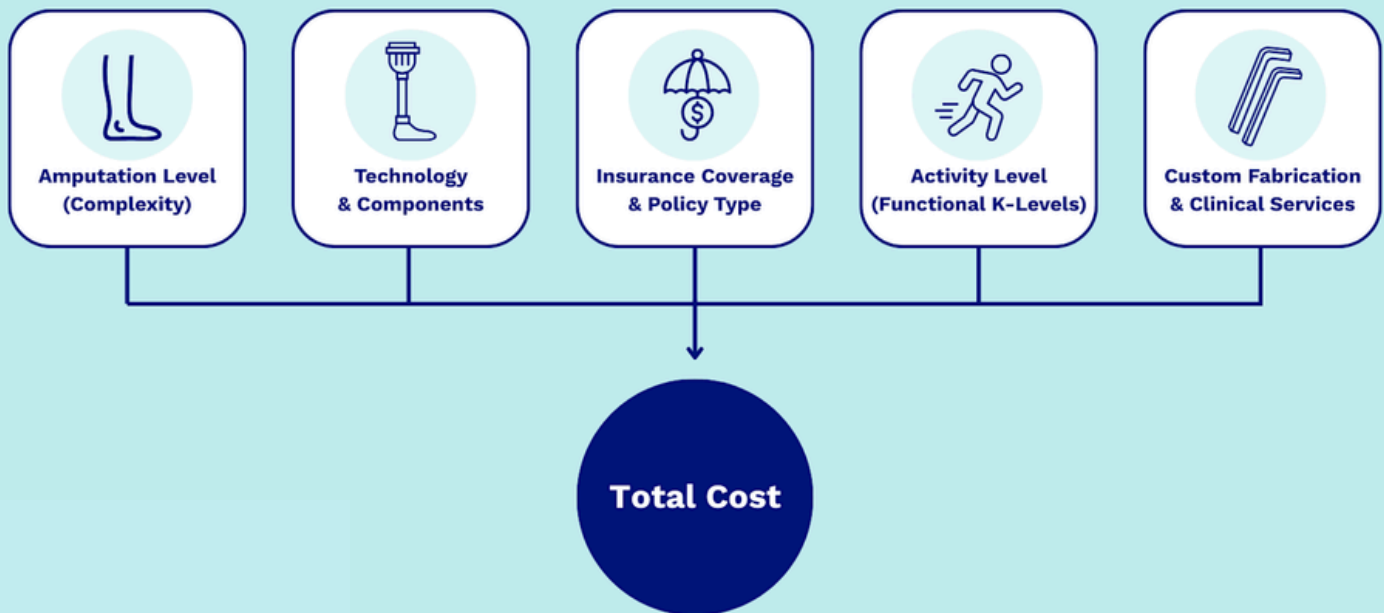 Amputation Level
(Complexity)
Technology
& Components
Insurance Coverage
& Policy Type
Activity Level
(Functional K-Levels)
Custom Fabrication
& Clinical Services
$
Total Cost